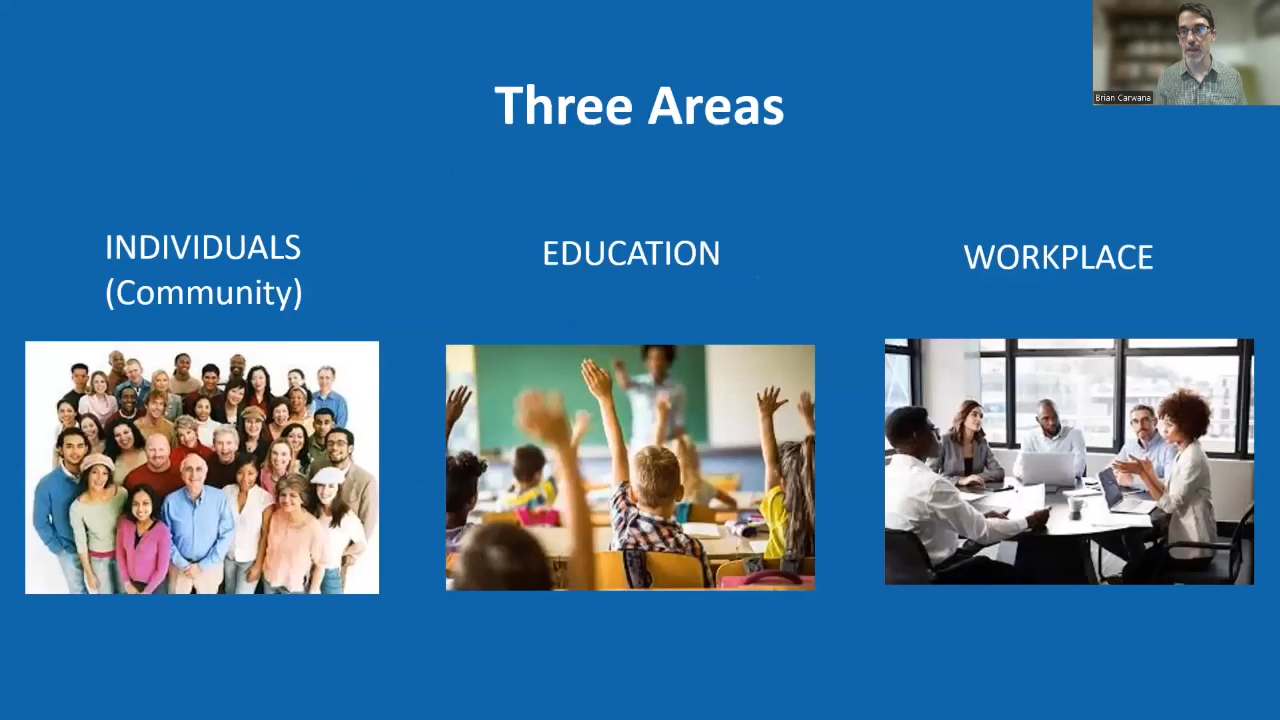 Three Areas
INDIVIDUALS
(Community)
EDUCATION
WORKPLACE
Brian Carwana